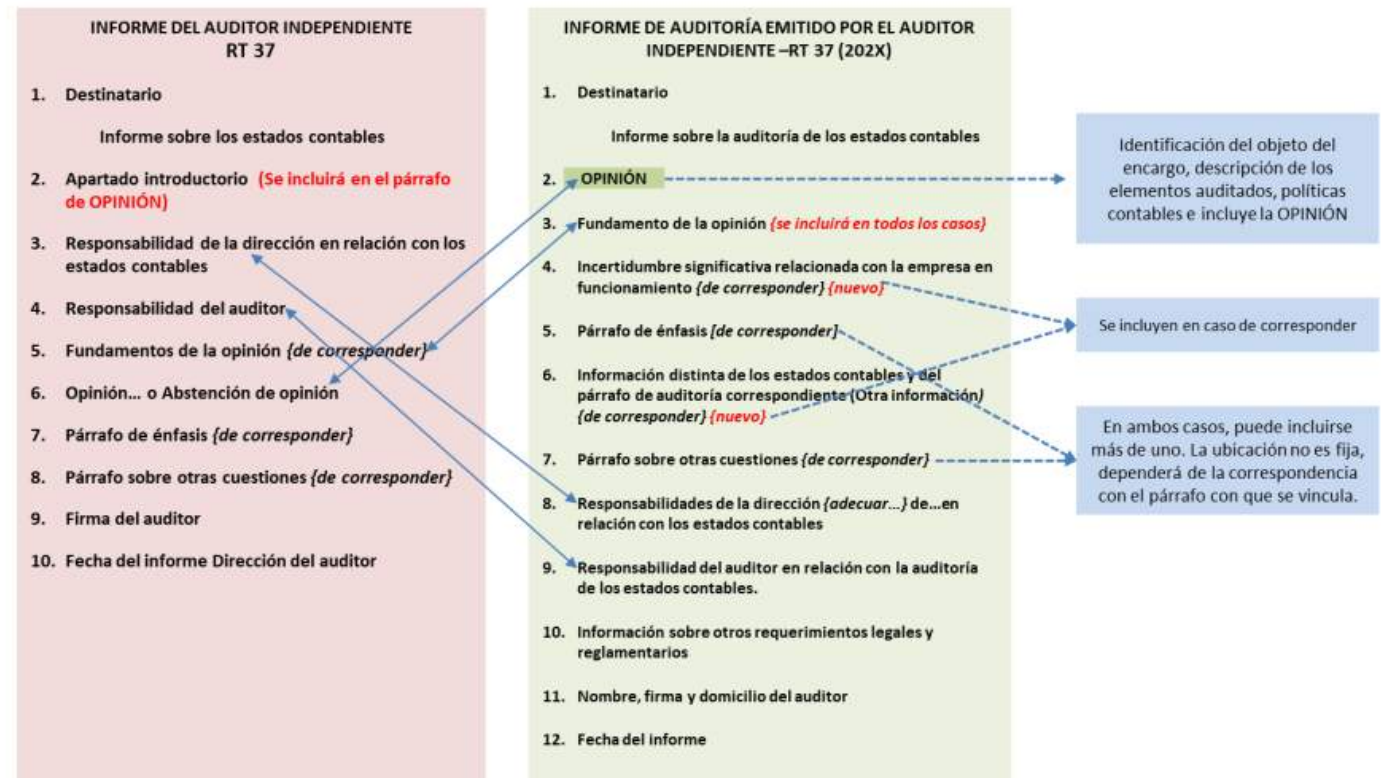 INFORME DEL AUDITOR INDEPENDIENTE
RT 37
1. Destinatario
Informe sobre los estados contables
2. Apartado introductorio (Se incluirá en el párrafo
de OPINIÓN)
3. Responsabilidad de la dirección en relación con los
estados contables
4. Responsabilidad del auditor
5. Fundamentos de la opinión {de corresponder}
6. Opinión... o Abstención de opinión
7. Párrafo de énfasis {de corresponder}
8. Párrafo sobre otras cuestiones {de corresponder}
9. Firma del auditor
10. Fecha del informe Dirección del auditor
INFORME DE AUDITORÍA EMITIDO POR EL AUDITOR
INDEPENDIENTE –RT 37 (202X)
1. Destinatario
Informe sobre la auditoría de los estados contables
2. OPINIÓN
3. Fundamento de la opinión {se incluirá en todos los casos}
4. Incertidumbre significativa relacionada con la empresa en
funcionamiento {de corresponder} {nuevo}
5. Párrafo de énfasis [de corresponder]
6. Información distinta de los estados contables y del
párrafo de auditoría correspondiente (Otra información)
{de corresponder} {nuevo}
7. Párrafo sobre otras cuestiones {de corresponder}
8. Responsabilidades de la dirección {adecuar...} de...en
relación con los estados contables
9. Responsabilidad del auditor en relación con la auditoría
de los estados contables.
10. Información sobre otros requerimientos legales y
reglamentarios
11. Nombre, firma y domicilio del auditor
12. Fecha del informe
Identificación del objeto del
encargo, descripción de los
elementos auditados, políticas
contables e incluye la OPINIÓN
Se incluyen en caso de corresponder
En ambos casos, puede incluirse
más de uno. La ubicación no es fija,
dependerá de la correspondencia
con el párrafo con que se vincula.